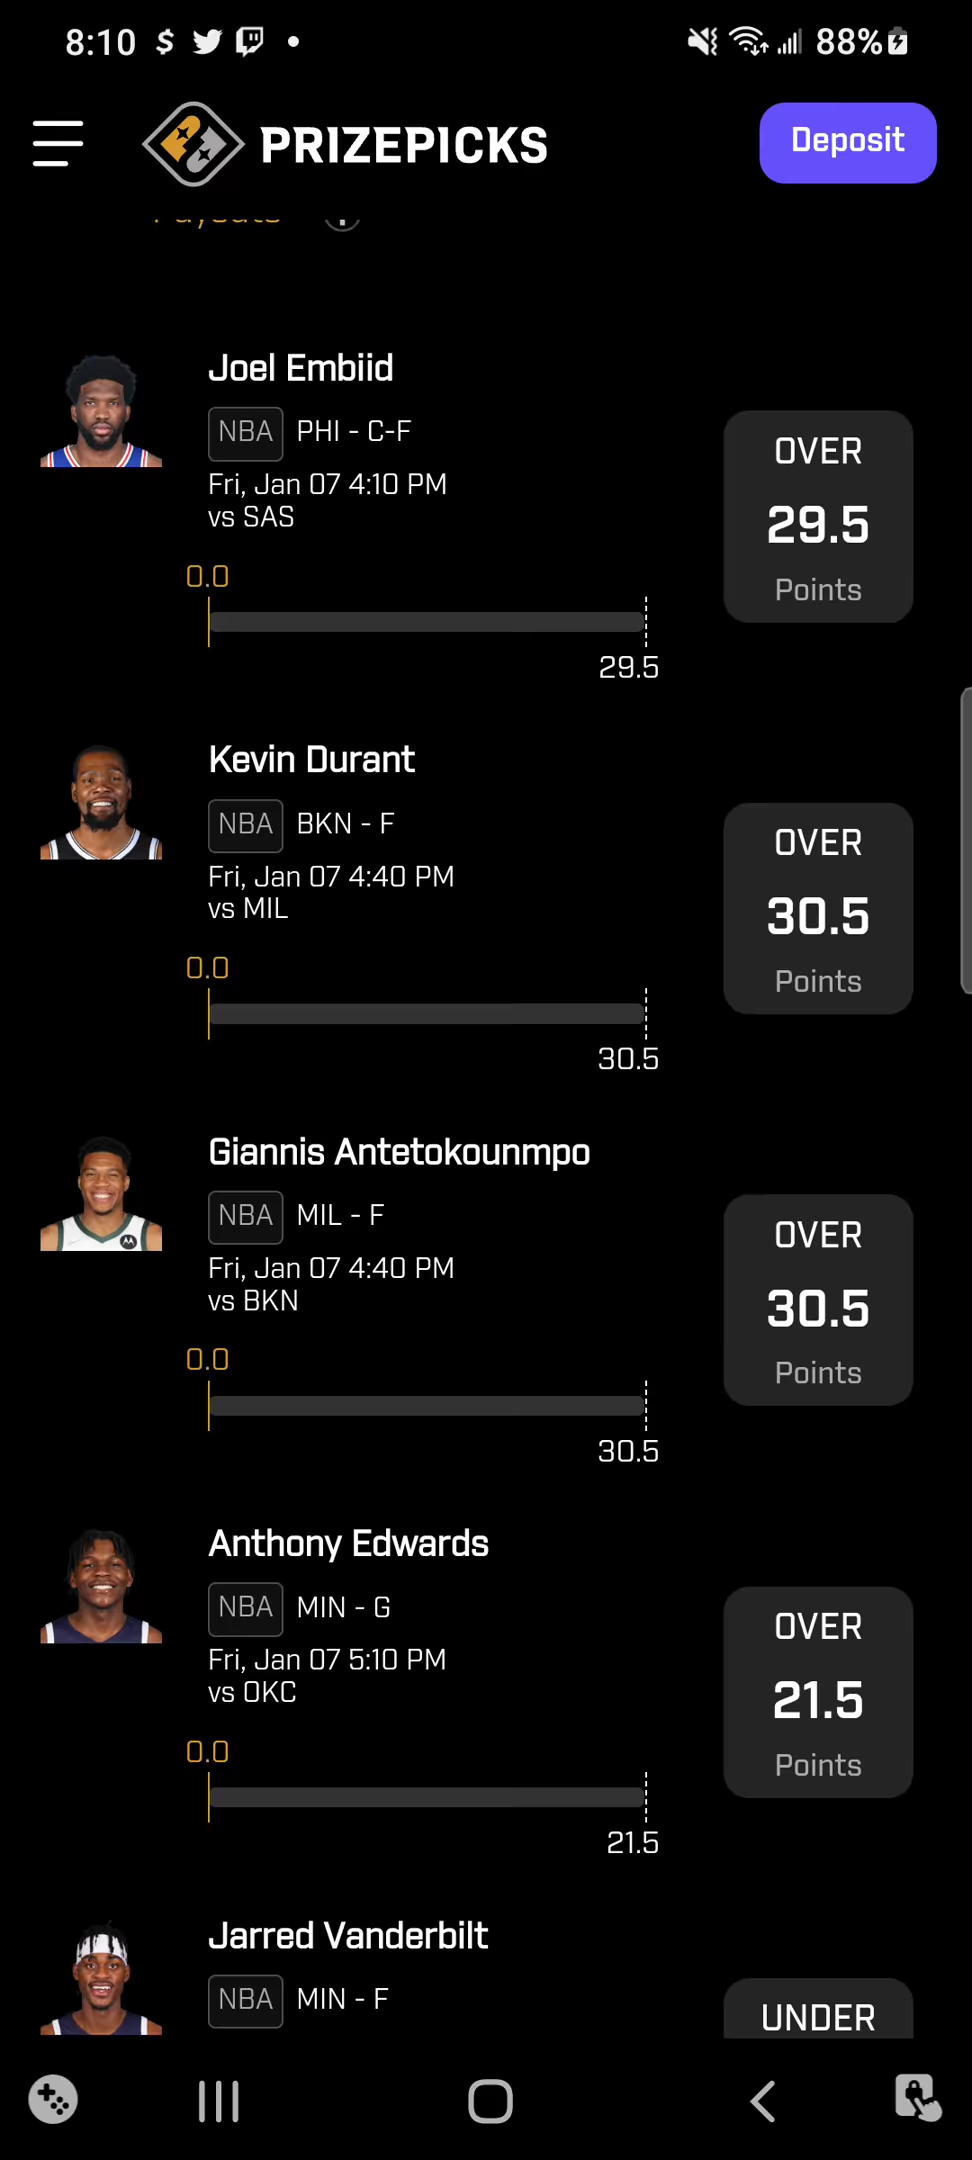 8:10 $ 88%
PRIZEPICKS
Deposit
Payouts
Joel Embiid
NBA PHI - C-F
Fri, Jan 07 4:10 PM
vs SAS
OVER
29.5
Points
0.0
29.5
Kevin Durant
NBA BKN - F
Fri, Jan 07 4:40 PM
vs MIL
OVER
30.5
Points
0.0
30.5
Giannis Antetokounmpo
NBA MIL - F
Fri, Jan 07 4:40 PM
vs BKN
OVER
30.5
Points
0.0
30.5
Anthony Edwards
NBA MIN - G
Fri, Jan 07 5:10 PM
vs OKC
OVER
21.5
Points
0.0
21.5
Jarred Vanderbilt
NBA MIN - F
UNDER